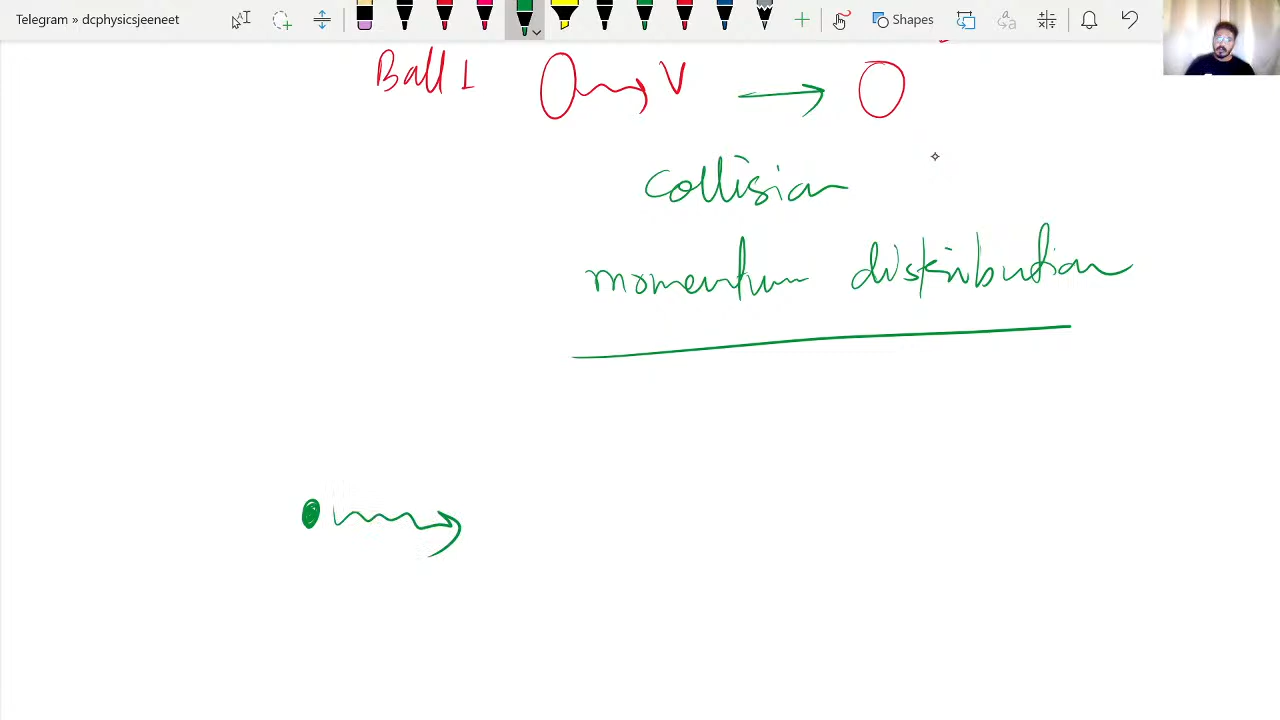 Telegram » dcphysicsjeeneet Shapes
Ball 1 V
collision
momentum distribution